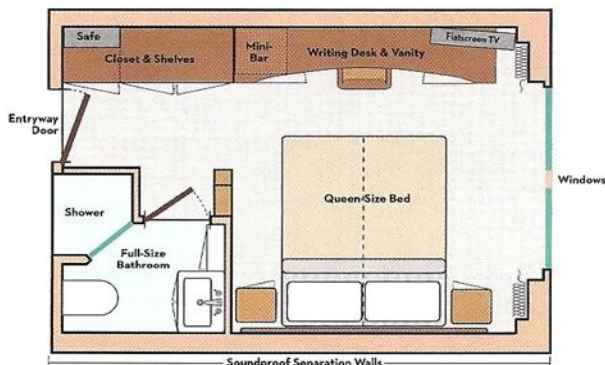 Safe
Closet & Shelves
Mini-
Bar
Writing Desk & Vanity
Flatscreen TV
Entryway
Door
Windows
Queen-Size Bed
Shower
Full-Size
Bathroom
Soundproof Separation Walls